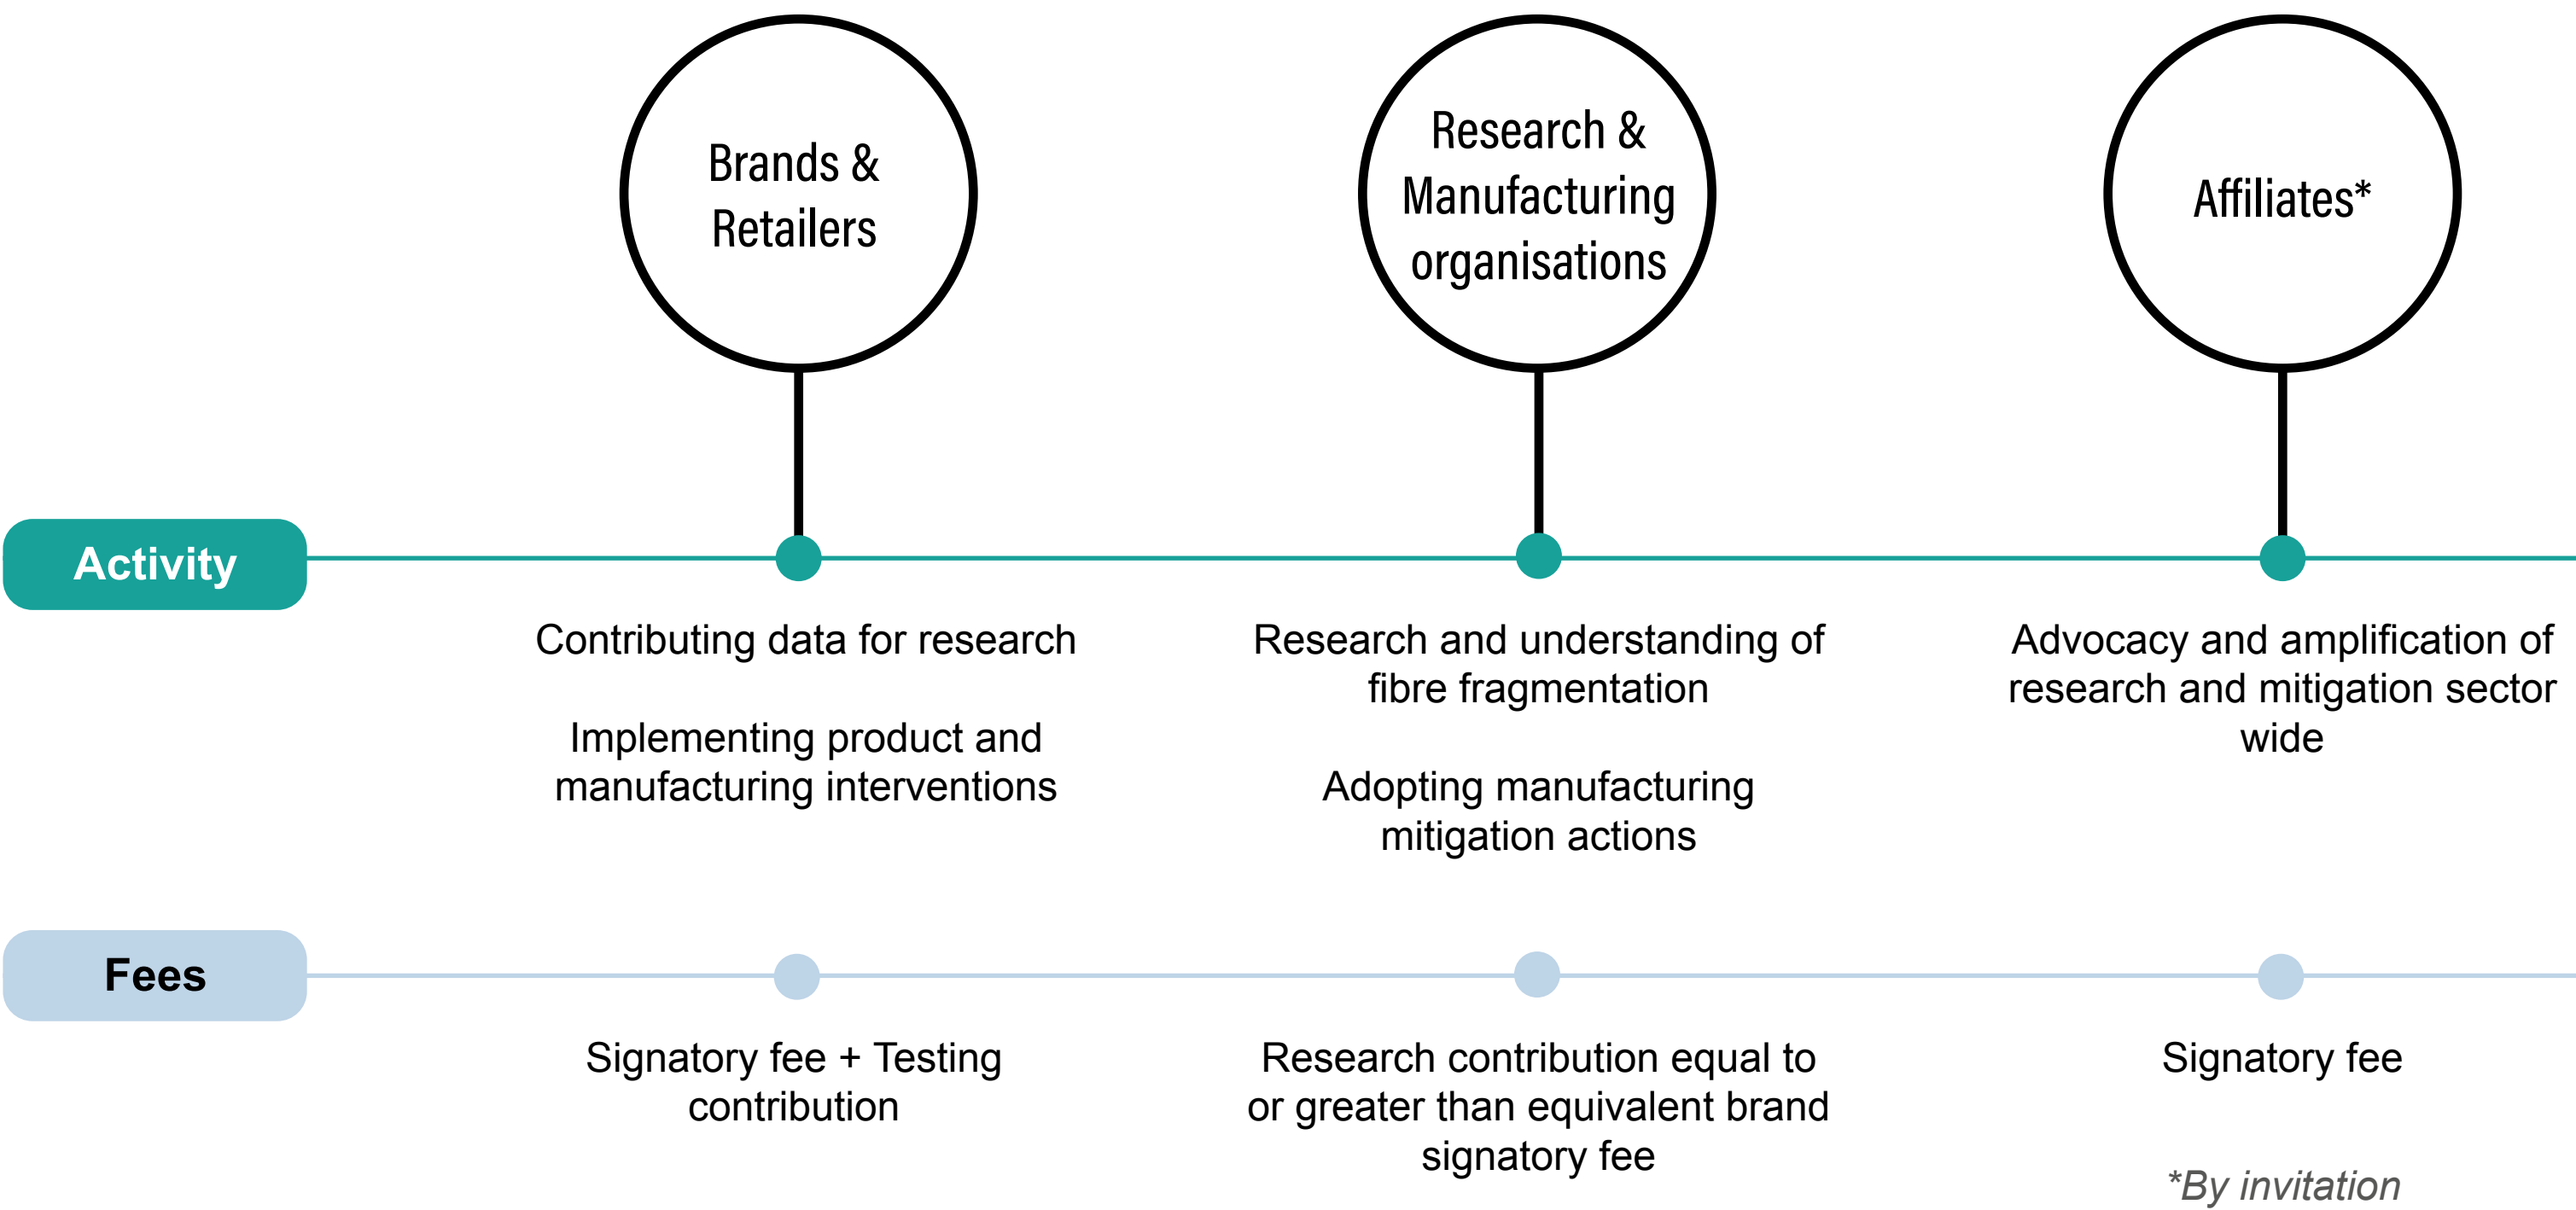 Brands &
Retailers
Research &
Manufacturing
organisations
Affiliates*
Activity
Contributing data for research
Implementing product and
manufacturing interventions
Research and understanding of
fibre fragmentation
Adopting manufacturing
mitigation actions
Advocacy and amplification of
research and mitigation sector
wide
Fees
Signatory fee + Testing
contribution
Research contribution equal to
or greater than equivalent brand
signatory fee
Signatory fee
*By invitation